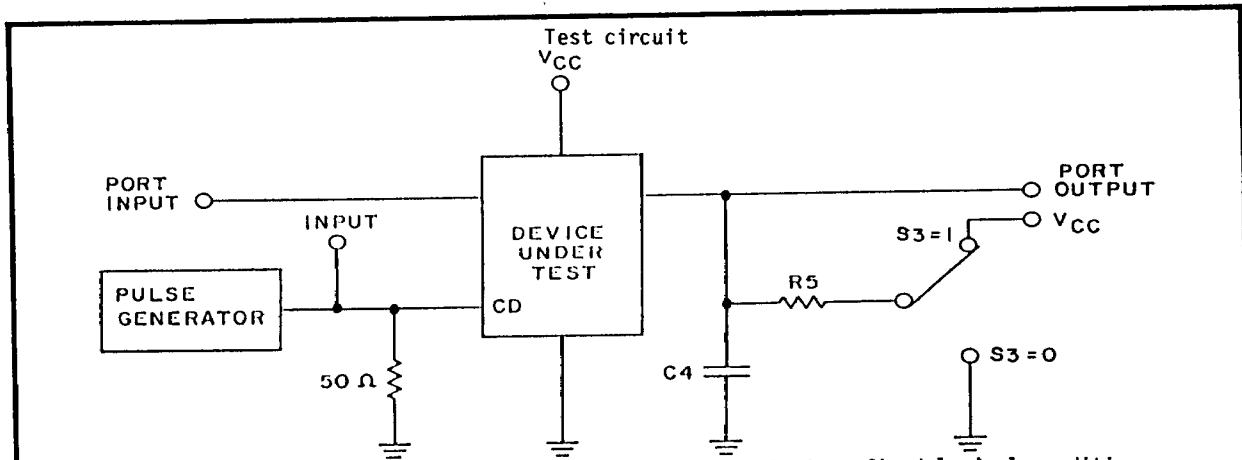 Test circuit
VCC
PORT
INPUT
INPUT
PULSE
GENERATOR
50 Ω
DEVICE
UNDER
TEST
CD
PORT
OUTPUT
VCC
S3=1
R5
C4
S3=0